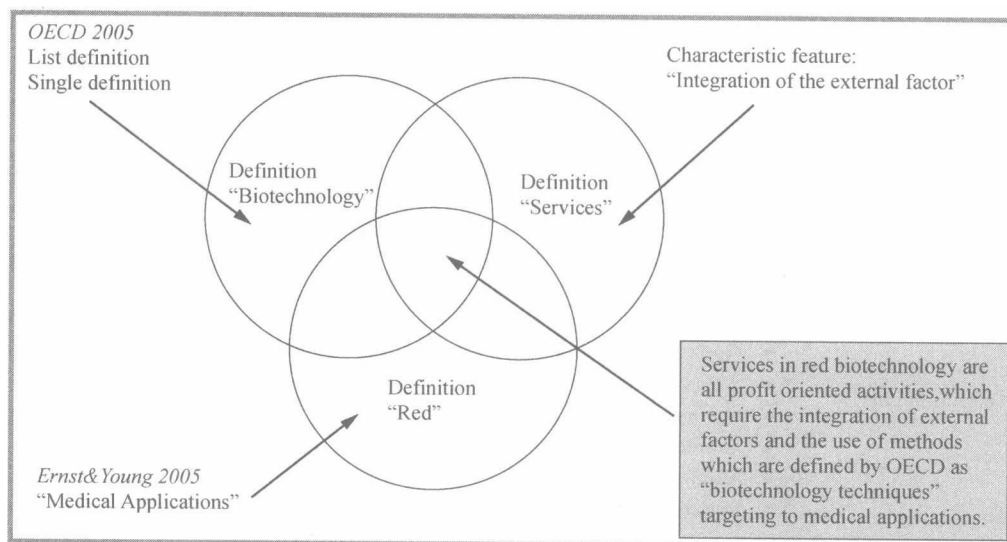 OECD 2005
List definition
Single definition
Characteristic feature:
“Integration of the external factor”
Definition
“Biotechnology”
Definition
“Services”
Definition
“Red”
Ernst&Young 2005
“Medical Applications”
Services in red biotechnology are
all profit oriented activities,which
require the integration of external
factors and the use of methods
which are defined by OECD as
“biotechnology techniques”
targeting to medical applications.